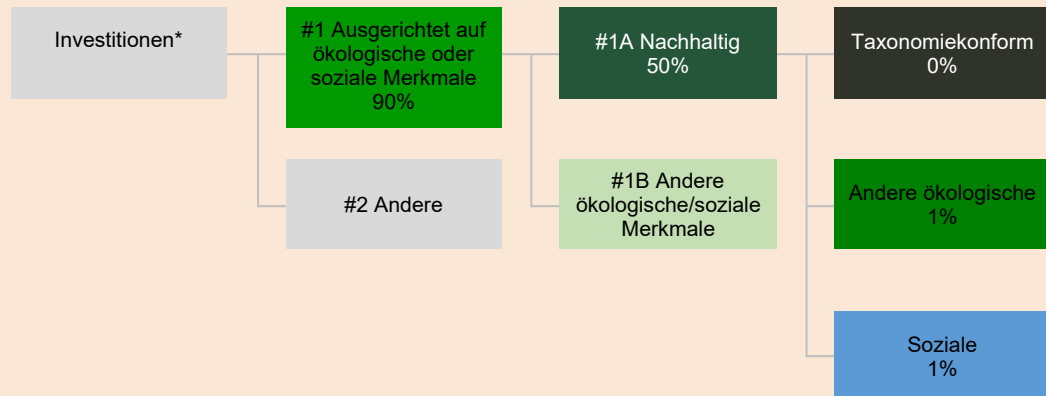 Investitionen*
#1 Ausgerichtet auf
ökologische oder
soziale Merkmale
90%
#1A Nachhaltig
50%
Taxonomiekonform
0%
#2 Andere
#1B Andere
ökologische/soziale
Merkmale
Andere ökologische
1%
Soziale
1%